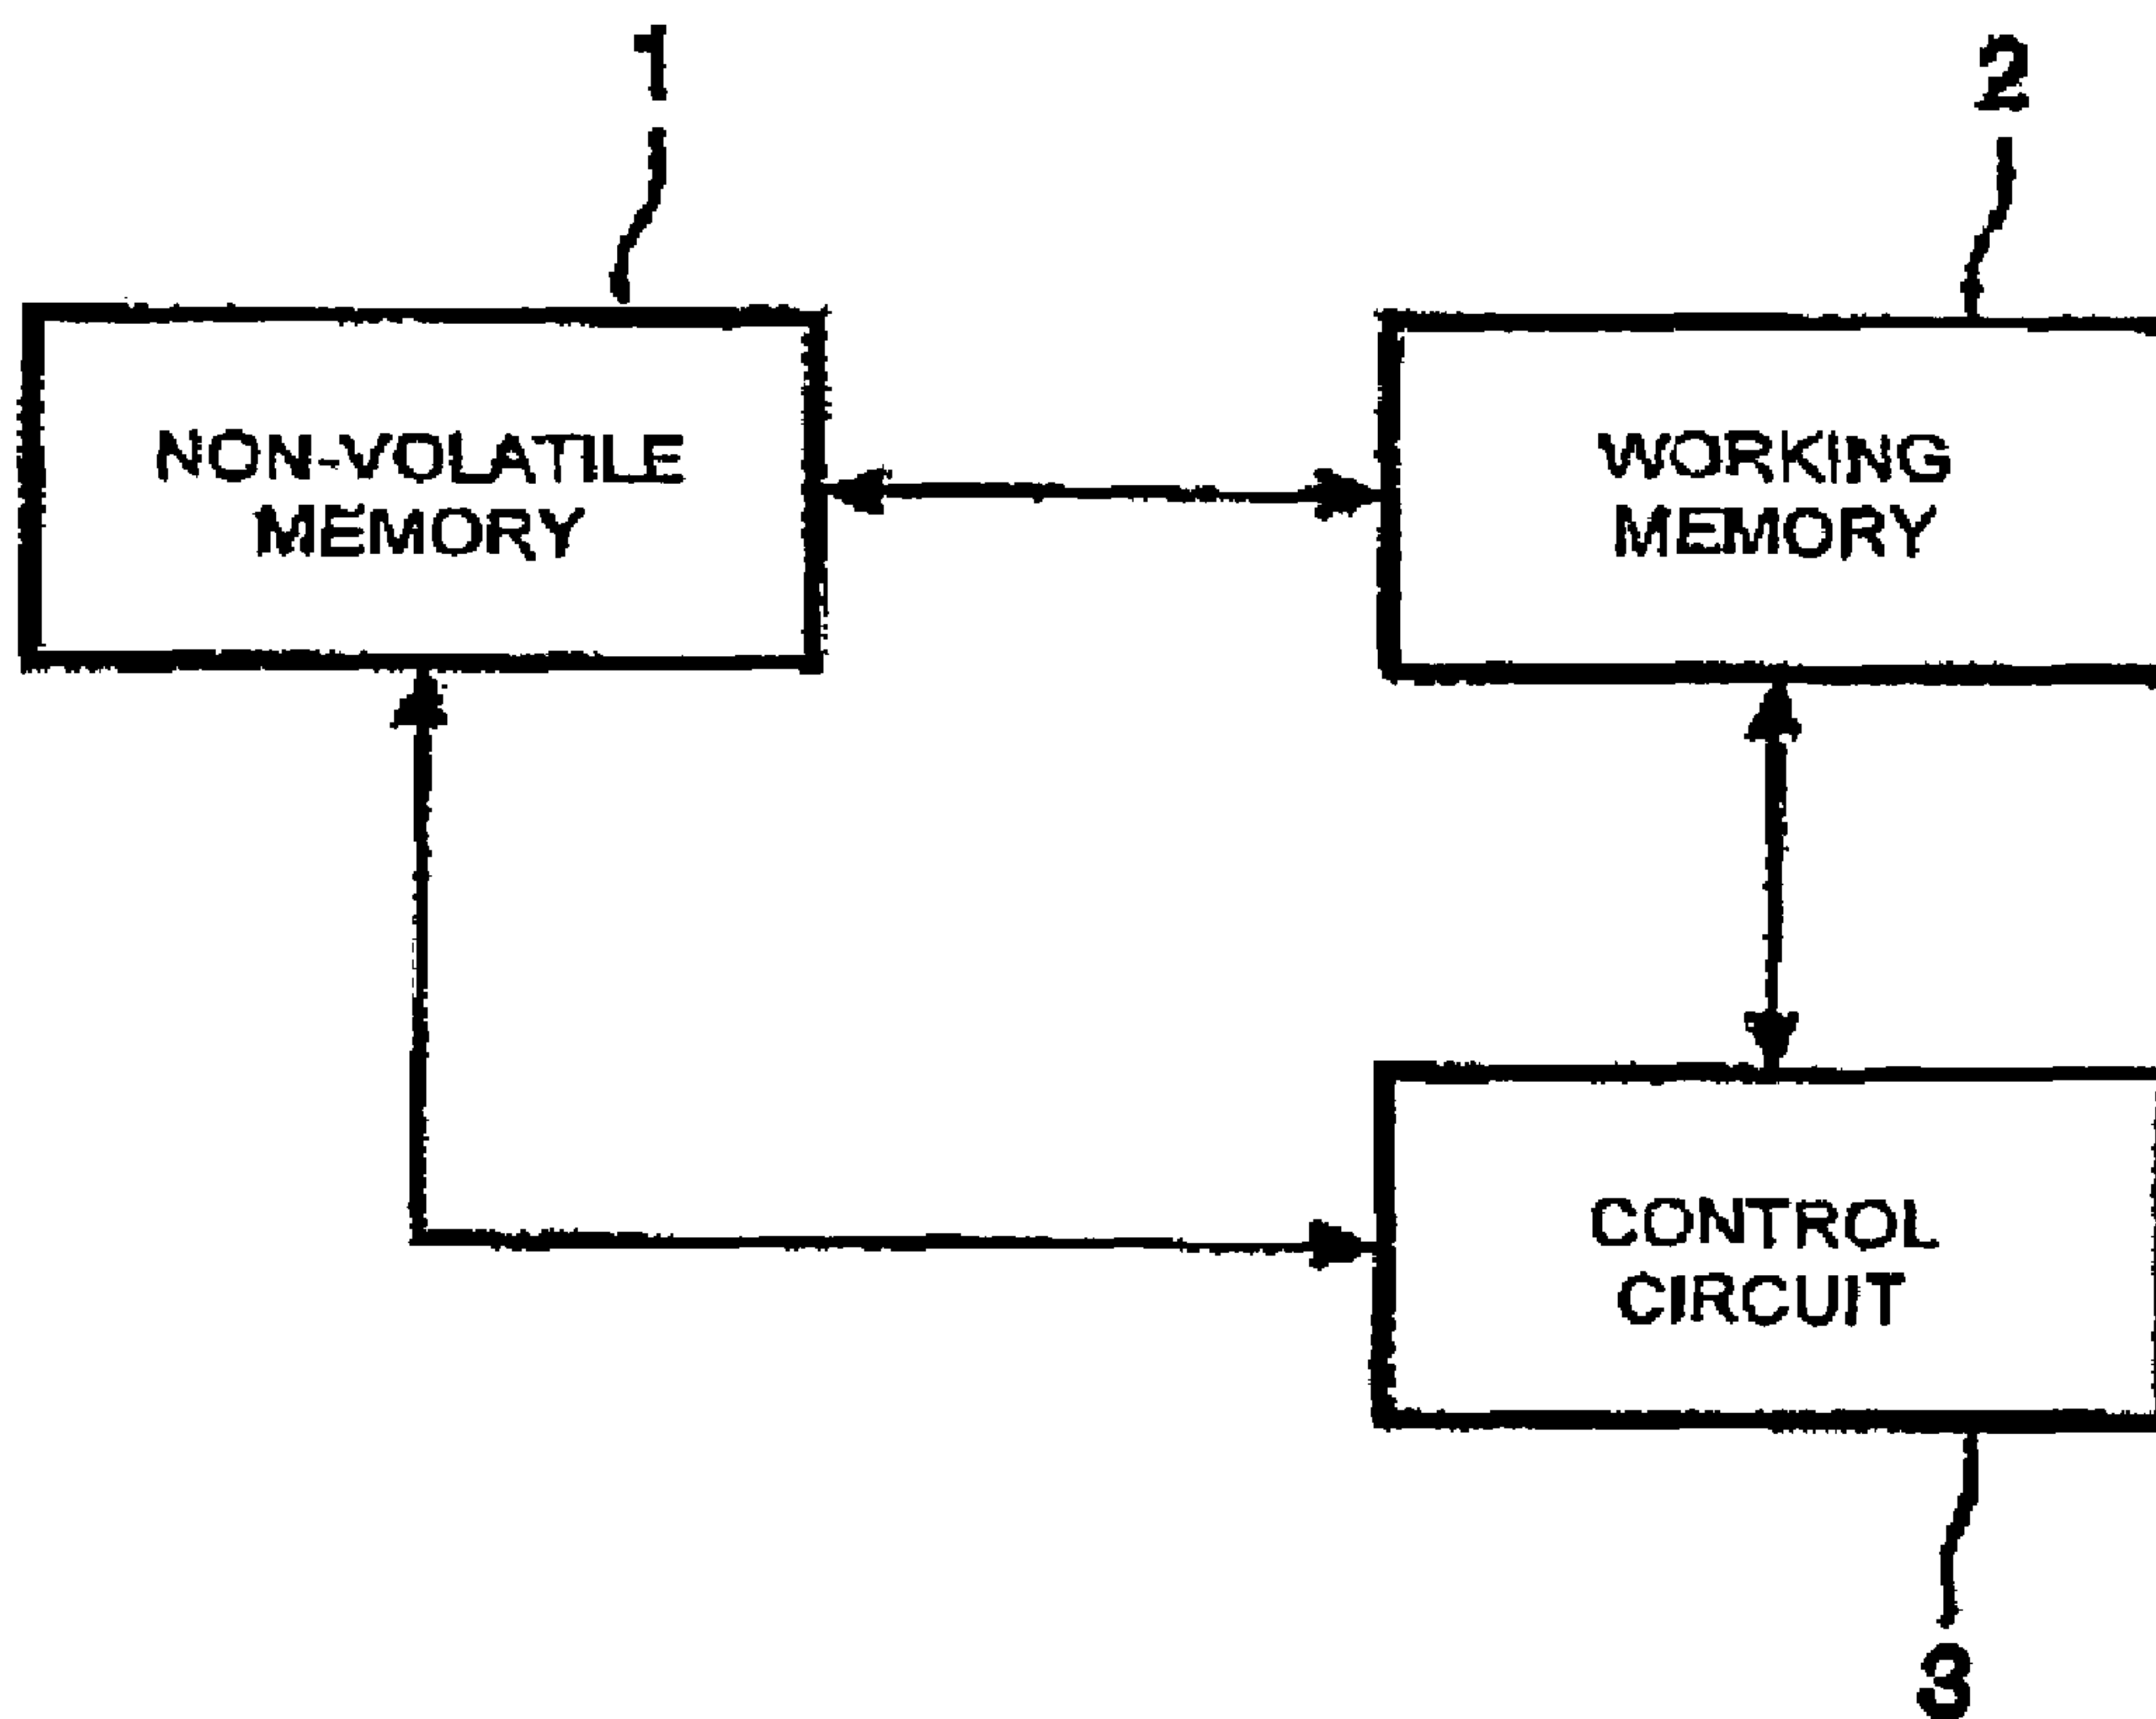 1
2
NON-VOLATILE
MEMORY
WORKING
MEMORY
CONTROL
CIRCUIT
3